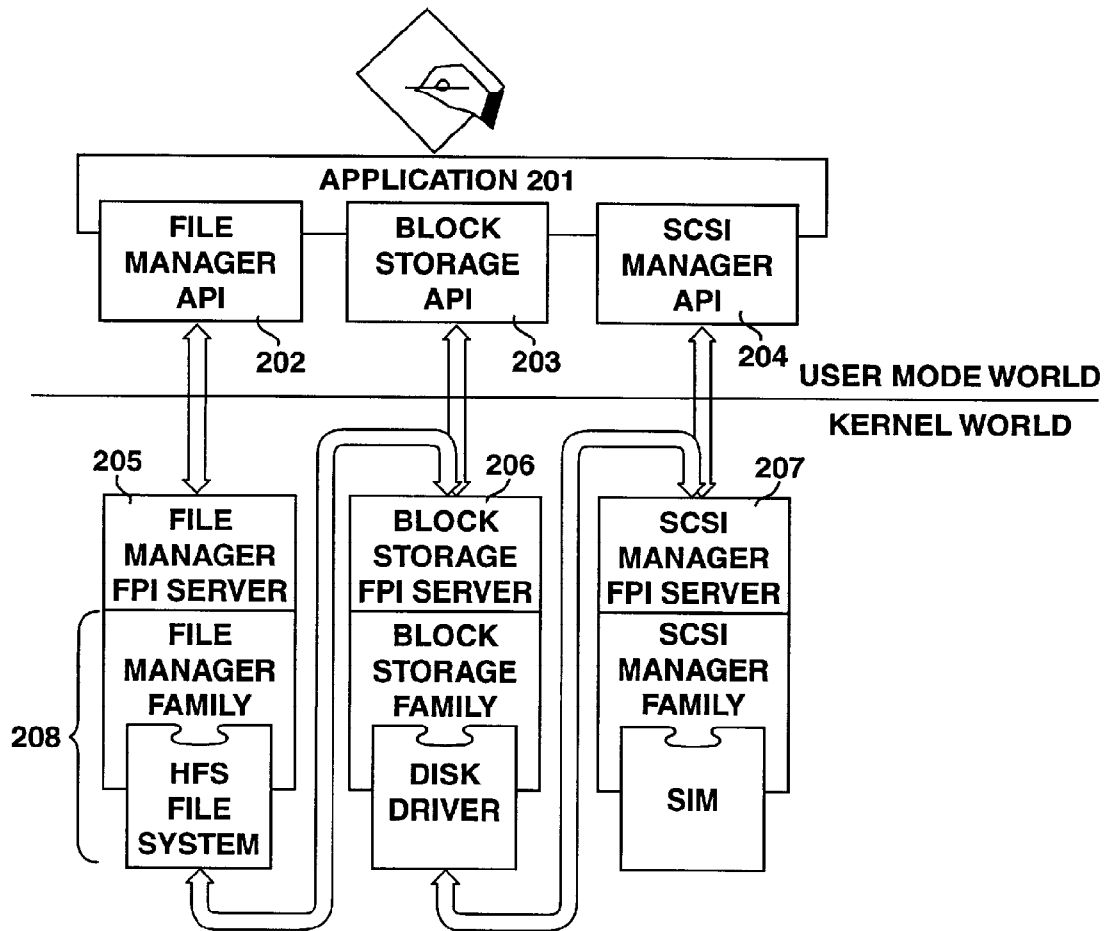 APPLICATION 201
FILE
MANAGER
API
BLOCK
STORAGE
API
SCSI
MANAGER
API
202
203
204
USER MODE WORLD
KERNEL WORLD
205
206
207
FILE
MANAGER
FPI SERVER
BLOCK
STORAGE
FPI SERVER
SCSI
MANAGER
FPI SERVER
FILE
MANAGER
FAMILY
BLOCK
STORAGE
FAMILY
SCSI
MANAGER
FAMILY
208
HFS
FILE
SYSTEM
DISK
DRIVER
SIM